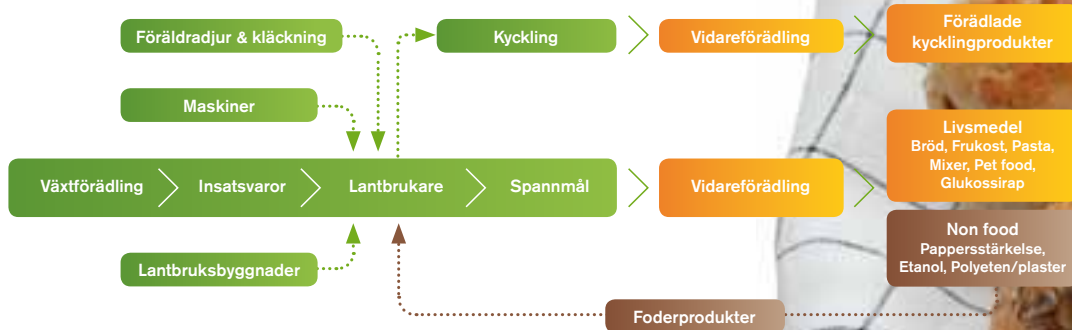 Föräldradjur & kläckning
Kyckling
Vidareförädling
Förädlade
kycklingprodukter
Maskiner
Växtförädling
Insatsvaror
Lantbrukare
Spannmål
Vidareförädling
Livsmedel
Bröd, Frukost, Pasta,
Mixer, Pet food,
Glukossirap
Lantbruksbyggnader
Non food
Pappersstärkelse,
Etanol, Polyeten/plaster
Foderprodukter